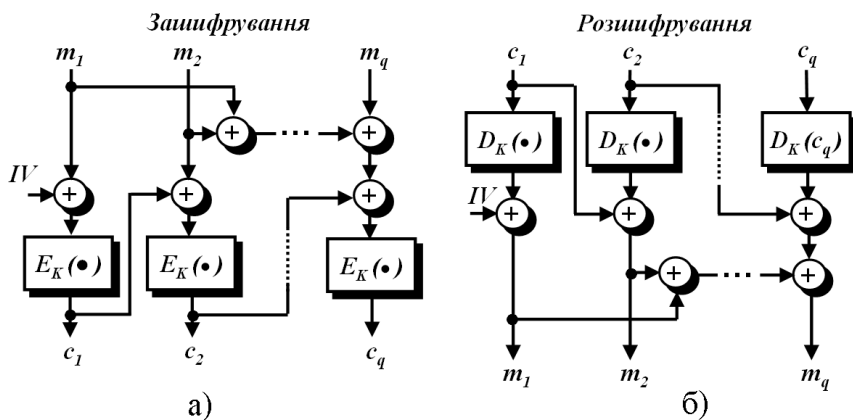 Зашифрування
m1 m2 mq
+ ... +
IV + + +
EK(•) EK(•) EK(•)
c1 c2 cq
а)
Розшифрування
c1 c2 cq
DK(•) DK(•) DK(cq)
IV + + +
+ ... +
m1 m2 mq
б)